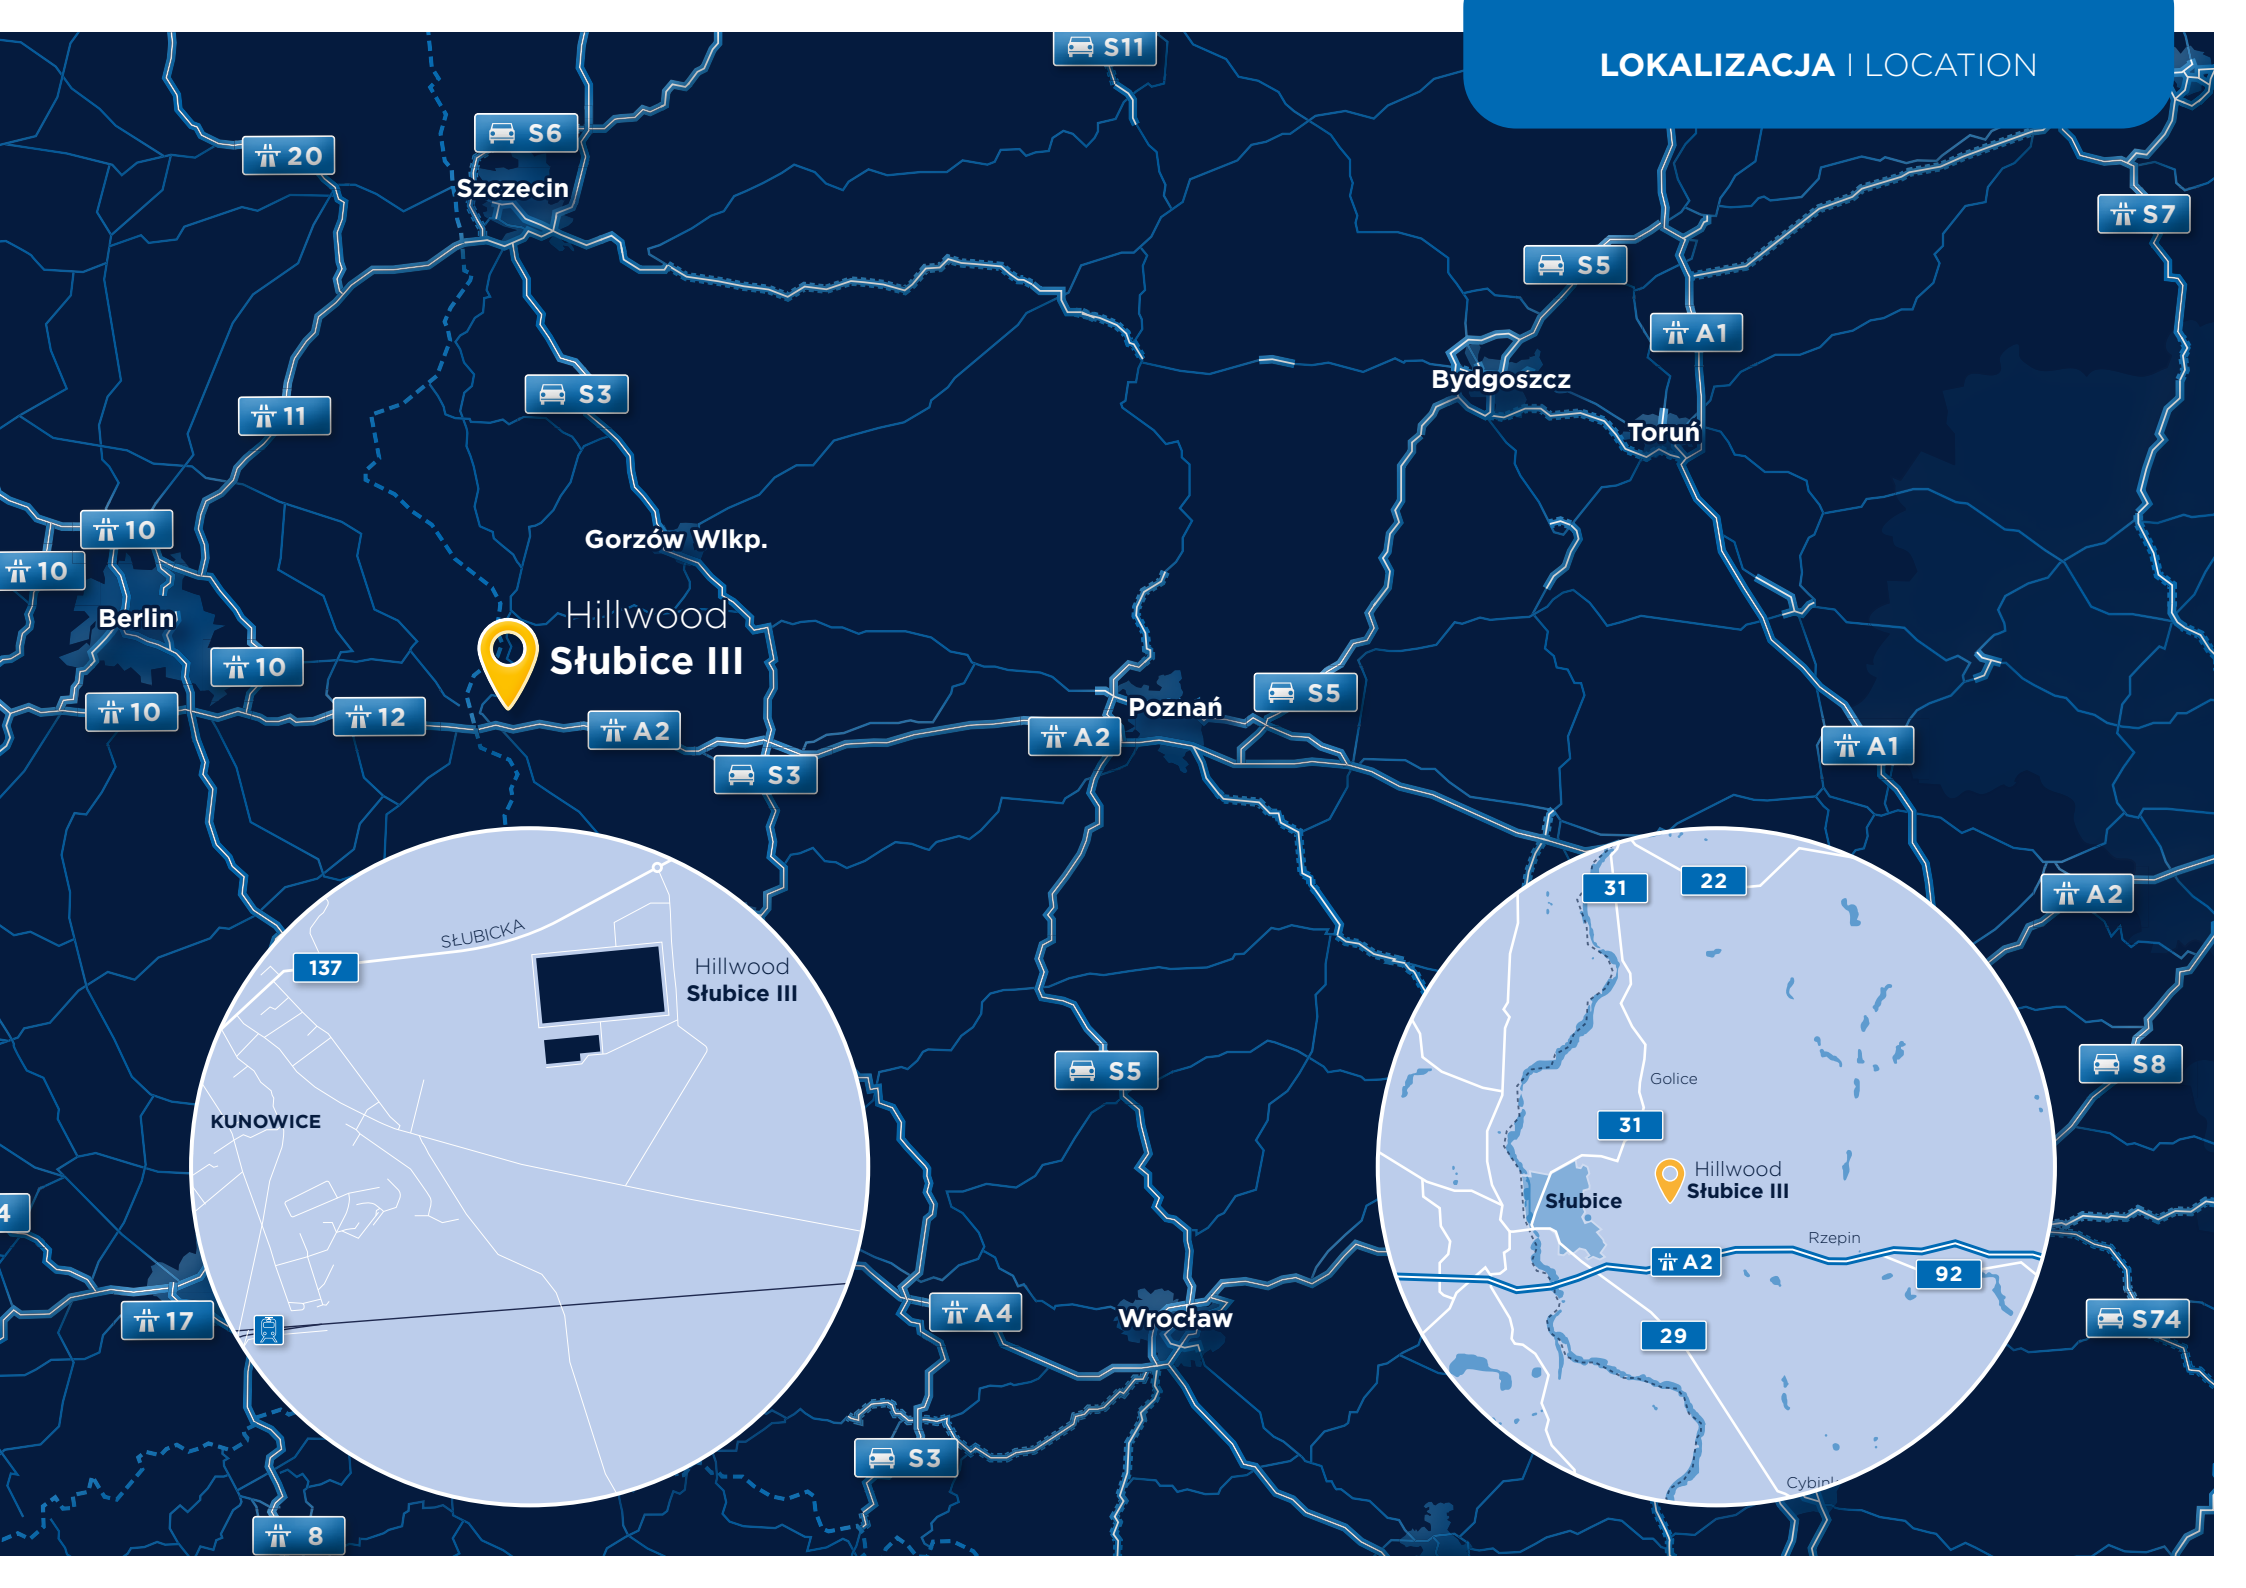 LOKALIZACJA I LOCATION
S11
S6
20
Szczecin
S7
S5
A1
S3
11
Bydgoszcz
Toruń
10
Gorzów Wlkp.
10
Berlin
Hillwood
Słubice III
10
10
12
A2
S3
A2
Poznań
S5
A1
A2
S5
S8
4
17
A4
Wrocław
S74
S3
8
SŁUBICKA
137
Hillwood
Słubice III
KUNOWICE
31
22
Golice
31
Hillwood
Słubice III
Słubice
Rzepin
A2
92
29